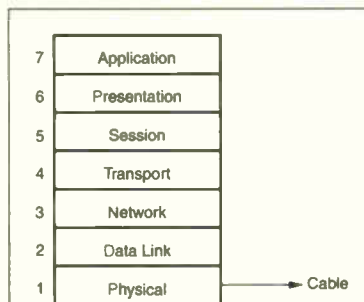 7 Application
6 Presentation
5 Session
4 Transport
3 Network
2 Data Link
1 Physical Cable